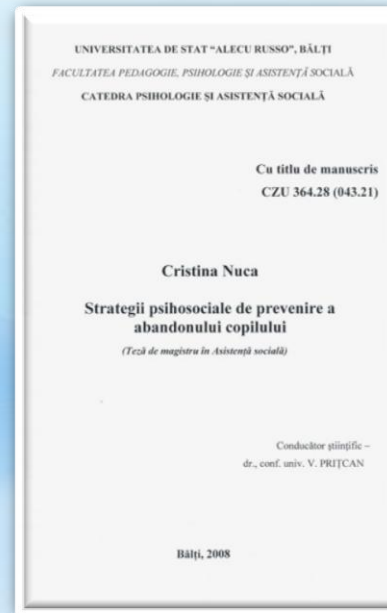 UNIVERSITATEA DE STAT “ALECU RUSSO”, BĂLŢI
FACULTATEA PEDAGOGIE, PSIHOLOGIE ŞI ASISTENŢĂ SOCIALĂ
CATEDRA PSIHOLOGIE ŞI ASISTENŢĂ SOCIALĂ
Cu titlu de manuscris
CZU 364.28 (043.21)
Cristina Nuca
Strategii psihosociale de prevenire a
abandonului copilului
(Teză de magistru în Asistenţă socială)
Conducător ştiinţific –
dr., conf. univ. V. PRIŢCAN
Bălţi, 2008